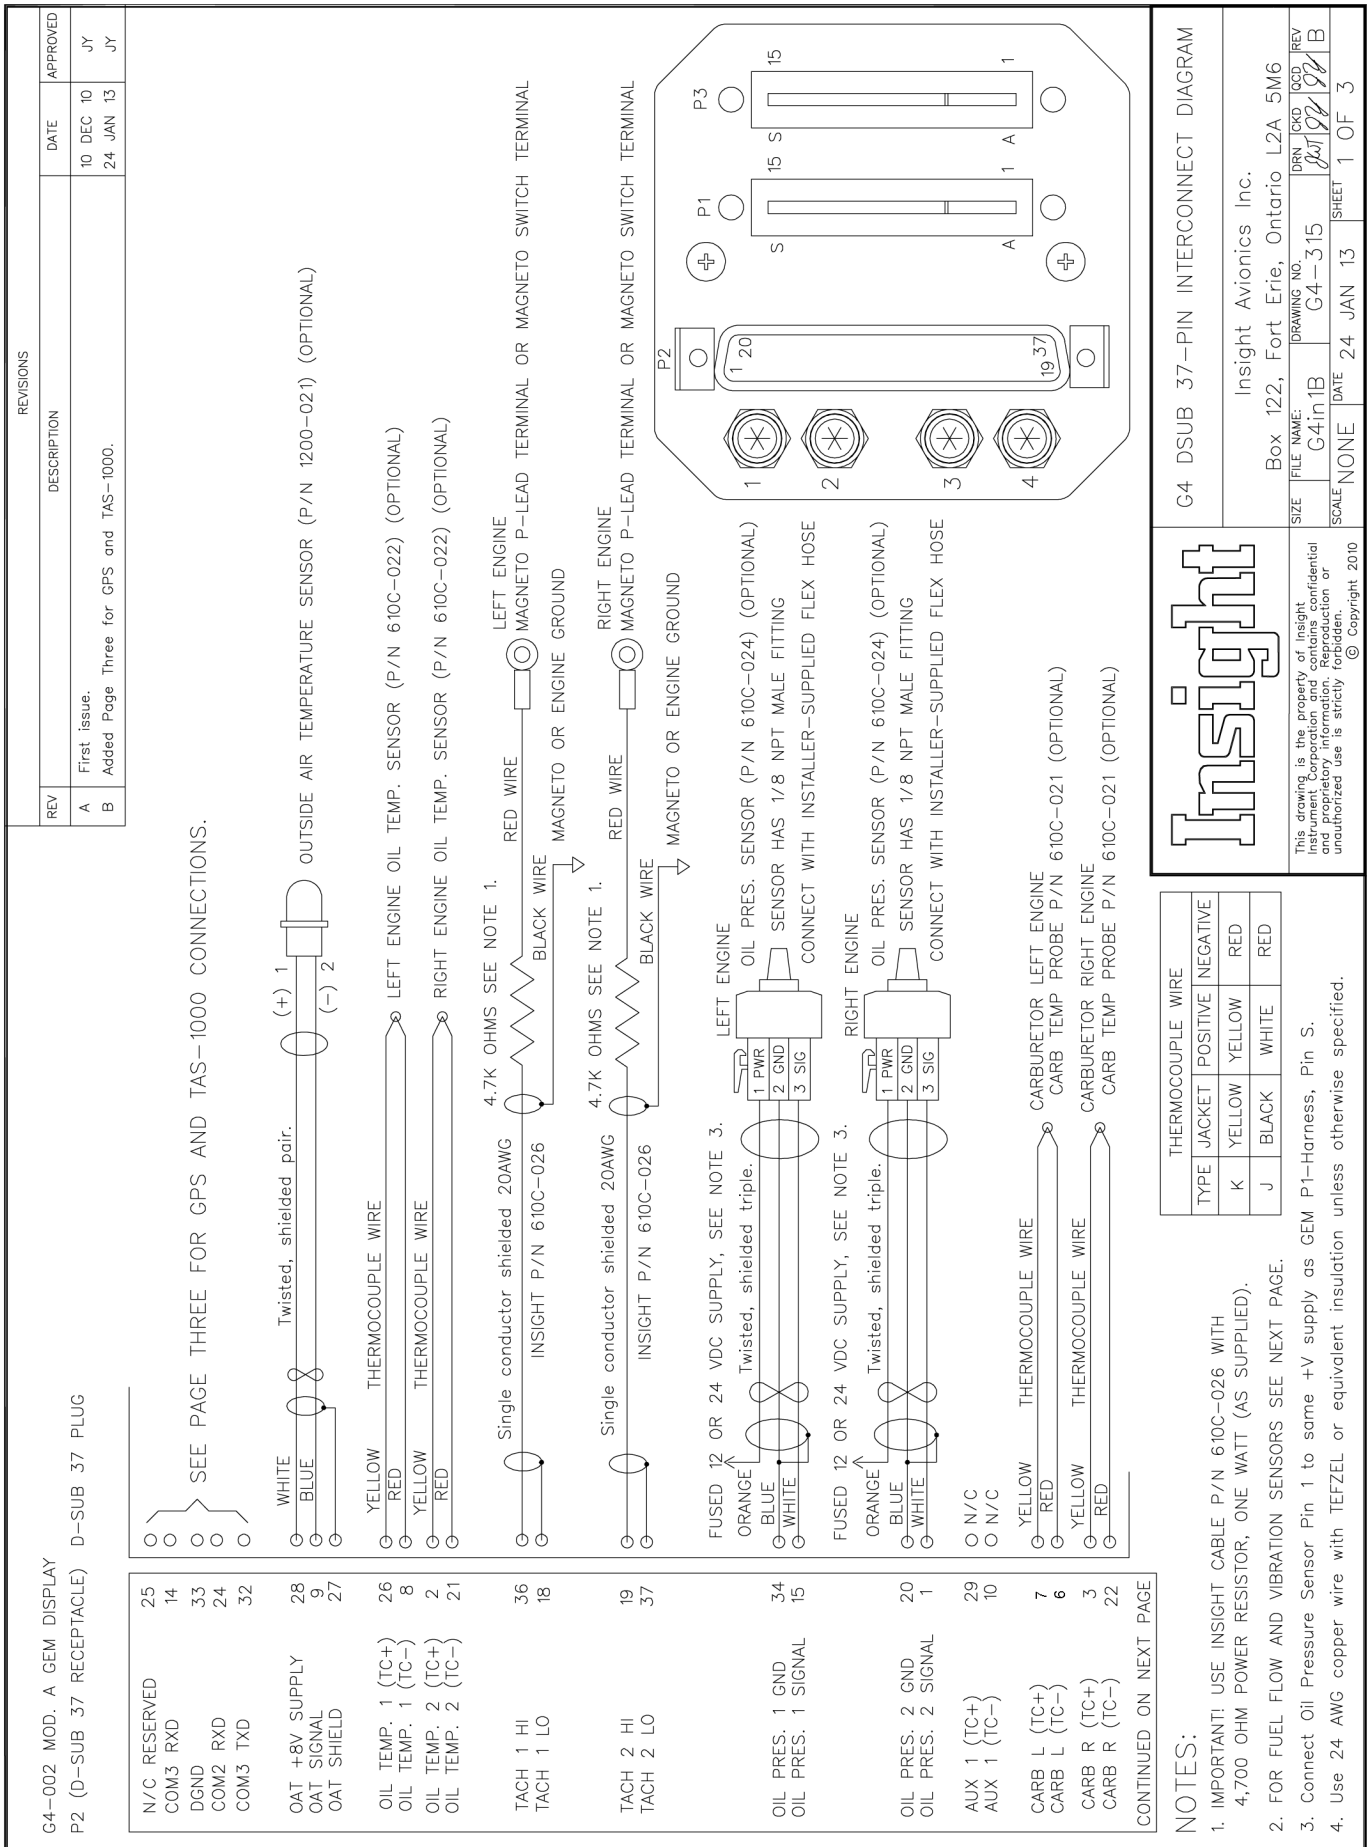 REVISIONS
REV DESCRIPTION DATE APPROVED
A First issue. 10 DEC 10 JY
B Added Page Three for GPS and TAS-1000. 24 JAN 13 JY
G4-002 MOD. A GEM DISPLAY
P2 (D-SUB 37 RECEPTACLE) D-SUB 37 PLUG
N/C RESERVED 25
COM3 RXD 14
DGND 33
COM2 RXD 24
COM3 TXD 32
SEE PAGE THREE FOR GPS AND TAS-1000 CONNECTIONS.
OAT +8V SUPPLY 28 WHITE
OAT SIGNAL 9 BLUE
OAT SHIELD 27
Twisted, shielded pair.
(+) 1
(-) 2
OUTSIDE AIR TEMPERATURE SENSOR (P/N 1200-021) (OPTIONAL)
OIL TEMP. 1 (TC+) 26 YELLOW THERMOCOUPLE WIRE
OIL TEMP. 1 (TC-) 8 RED
LEFT ENGINE OIL TEMP. SENSOR (P/N 610C-022) (OPTIONAL)
OIL TEMP. 2 (TC+) 2 YELLOW THERMOCOUPLE WIRE
OIL TEMP. 2 (TC-) 21 RED
RIGHT ENGINE OIL TEMP. SENSOR (P/N 610C-022) (OPTIONAL)
TACH 1 HI 36
TACH 1 LO 18
Single conductor shielded 20AWG
INSIGHT P/N 610C-026
4.7K OHMS SEE NOTE 1.
RED WIRE
BLACK WIRE
LEFT ENGINE
MAGNETO P-LEAD TERMINAL OR MAGNETO SWITCH TERMINAL
MAGNETO OR ENGINE GROUND
TACH 2 HI 19
TACH 2 LO 37
Single conductor shielded 20AWG
INSIGHT P/N 610C-026
4.7K OHMS SEE NOTE 1.
RED WIRE
BLACK WIRE
RIGHT ENGINE
MAGNETO P-LEAD TERMINAL OR MAGNETO SWITCH TERMINAL
MAGNETO OR ENGINE GROUND
FUSED 12 OR 24 VDC SUPPLY, SEE NOTE 3.
ORANGE Twisted, shielded triple.
OIL PRES. 1 GND 34 BLUE
OIL PRES. 1 SIGNAL 15 WHITE
1 PWR
2 GND
3 SIG
LEFT ENGINE
OIL PRES. SENSOR (P/N 610C-024) (OPTIONAL)
SENSOR HAS 1/8 NPT MALE FITTING
CONNECT WITH INSTALLER-SUPPLIED FLEX HOSE
FUSED 12 OR 24 VDC SUPPLY, SEE NOTE 3.
ORANGE Twisted, shielded triple.
OIL PRES. 2 GND 20 BLUE
OIL PRES. 2 SIGNAL 1 WHITE
1 PWR
2 GND
3 SIG
RIGHT ENGINE
OIL PRES. SENSOR (P/N 610C-024) (OPTIONAL)
SENSOR HAS 1/8 NPT MALE FITTING
CONNECT WITH INSTALLER-SUPPLIED FLEX HOSE
AUX 1 (TC+) 29 N/C
AUX 1 (TC-) 10 N/C
CARB L (TC+) 7 YELLOW THERMOCOUPLE WIRE
CARB L (TC-) 6 RED
CARBURETOR LEFT ENGINE
CARB TEMP PROBE P/N 610C-021 (OPTIONAL)
CARB R (TC+) 3 YELLOW THERMOCOUPLE WIRE
CARB R (TC-) 22 RED
CARBURETOR RIGHT ENGINE
CARB TEMP PROBE P/N 610C-021 (OPTIONAL)
CONTINUED ON NEXT PAGE
P2
1 20
19 37
P1
S 15
A 1
P3
S 15
A 1
1
2
3
4
NOTES:
1. IMPORTANT! USE INSIGHT CABLE P/N 610C-026 WITH
4,700 OHM POWER RESISTOR, ONE WATT (AS SUPPLIED).
2. FOR FUEL FLOW AND VIBRATION SENSORS SEE NEXT PAGE.
3. Connect Oil Pressure Sensor Pin 1 to same +V supply as GEM P1-Harness, Pin S.
4. Use 24 AWG copper wire with TEFZEL or equivalent insulation unless otherwise specified.
THERMOCOUPLE WIRE
TYPE JACKET POSITIVE NEGATIVE
K YELLOW YELLOW RED
J BLACK WHITE RED
Insight
This drawing is the property of Insight
Instrument Corporation and contains confidential
and proprietary information. Reproduction or
unauthorized use is strictly forbidden.
© Copyright 2010
G4 DSUB 37-PIN INTERCONNECT DIAGRAM
Insight Avionics Inc.
Box 122, Fort Erie, Ontario L2A 5M6
SIZE FILE NAME: G4in1B DRAWING NO. G4-315 DRN CKD QCD REV B
SCALE NONE DATE 24 JAN 13 SHEET 1 OF 3